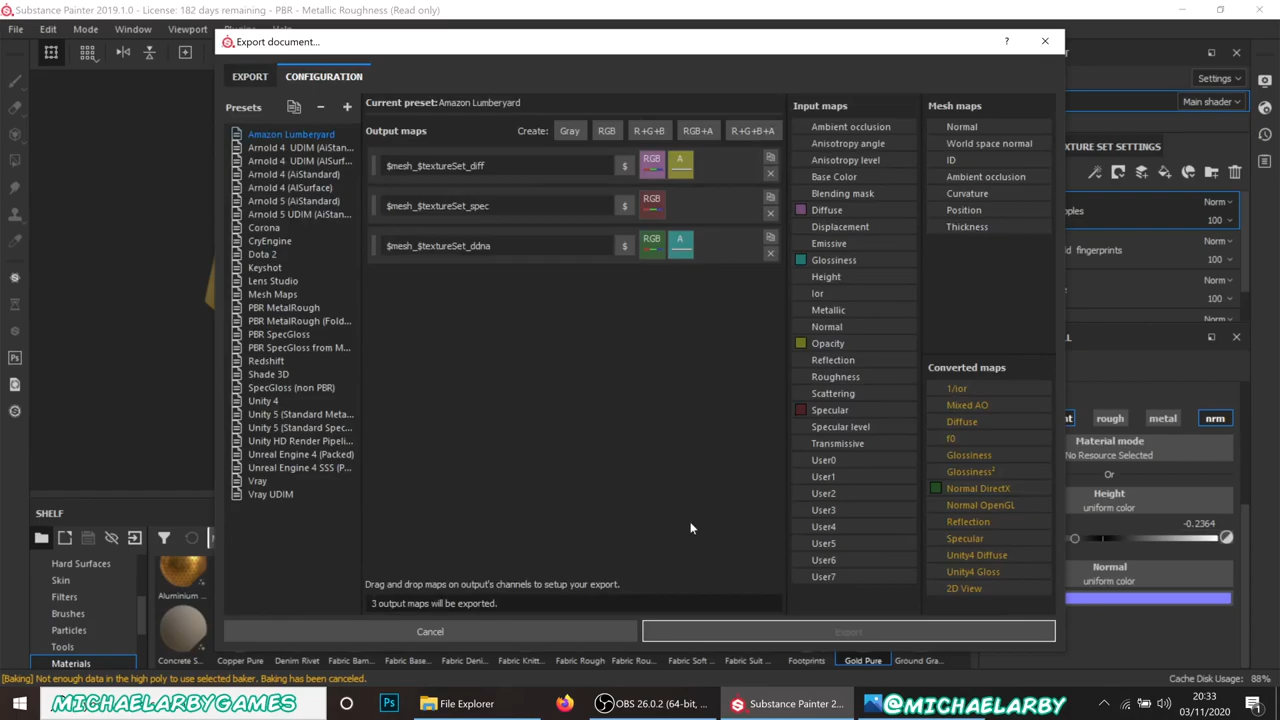 Substance Painter 2019.1.0 - License: 182 days remaining - PBR - Metallic Roughness (Read only)
File Edit Mode Window Viewport
Export document...
?
EXPORT CONFIGURATION
Presets
Amazon Lumberyard
Arnold 4 UDIM (AiStan...
Arnold 4 UDIM (AlSurf...
Arnold 4 (AiStandard)
Arnold 4 (AlSurface)
Arnold 5 (AiStandard)
Arnold 5 UDIM (AiStan...
Corona
CryEngine
Dota 2
Keyshot
Lens Studio
Mesh Maps
PBR MetalRough
PBR MetalRough (Fold...
PBR SpecGloss
PBR SpecGloss from M...
Redshift
Shade 3D
SpecGloss (non PBR)
Unity 4
Unity 5 (Standard Meta...
Unity 5 (Standard Spec...
Unity HD Render Pipeli...
Unreal Engine 4 (Packed)
Unreal Engine 4 SSS (P...
Vray
Vray UDIM
Current preset: Amazon Lumberyard
Output maps Create: Gray RGB R+G+B RGB+A R+G+B+A
$mesh_$textureSet_diff $ RGB A
$mesh_$textureSet_spec $ RGB
$mesh_$textureSet_ddna $ RGB A
Drag and drop maps on output's channels to setup your export.
3 output maps will be exported.
Cancel Export
Input maps
Ambient occlusion
Anisotropy angle
Anisotropy level
Base Color
Blending mask
Diffuse
Displacement
Emissive
Glossiness
Height
Ior
Metallic
Normal
Opacity
Reflection
Roughness
Scattering
Specular
Specular level
Transmissive
User0
User1
User2
User3
User4
User5
User6
User7
Mesh maps
Normal
World space normal
ID
Ambient occlusion
Curvature
Position
Thickness
Converted maps
1/ior
Mixed AO
Diffuse
f0
Glossiness
Glossiness²
Normal DirectX
Normal OpenGL
Reflection
Specular
Unity4 Diffuse
Unity4 Gloss
2D View
Settings
Main shader
Norm
100
fingerprints Norm
100
Norm
100
rough metal nrm
Material mode
No Resource Selected
Or
Height
uniform color
-0.2364
Normal
uniform color
SHELF
Hard Surfaces
Skin
Filters
Brushes
Particles
Tools
Materials
Aluminium ...
Concrete S... Copper Pure Denim Rivet Fabric Bam... Fabric Base... Fabric Deni... Fabric Knitt... Fabric Rough Fabric Rou... Fabric Soft ... Fabric Suit ... Footprints Gold Pure Ground Gra...
[Baking] Not enough data in the high poly to use selected baker. Baking has been canceled.
Cache Disk Usage: 88%
MICHAELARBYGAMES
Ps
File Explorer
OBS 26.0.2 (64-bit, ...
Substance Painter 2...
@MICHAELARBY
20:33
03/11/2020
1